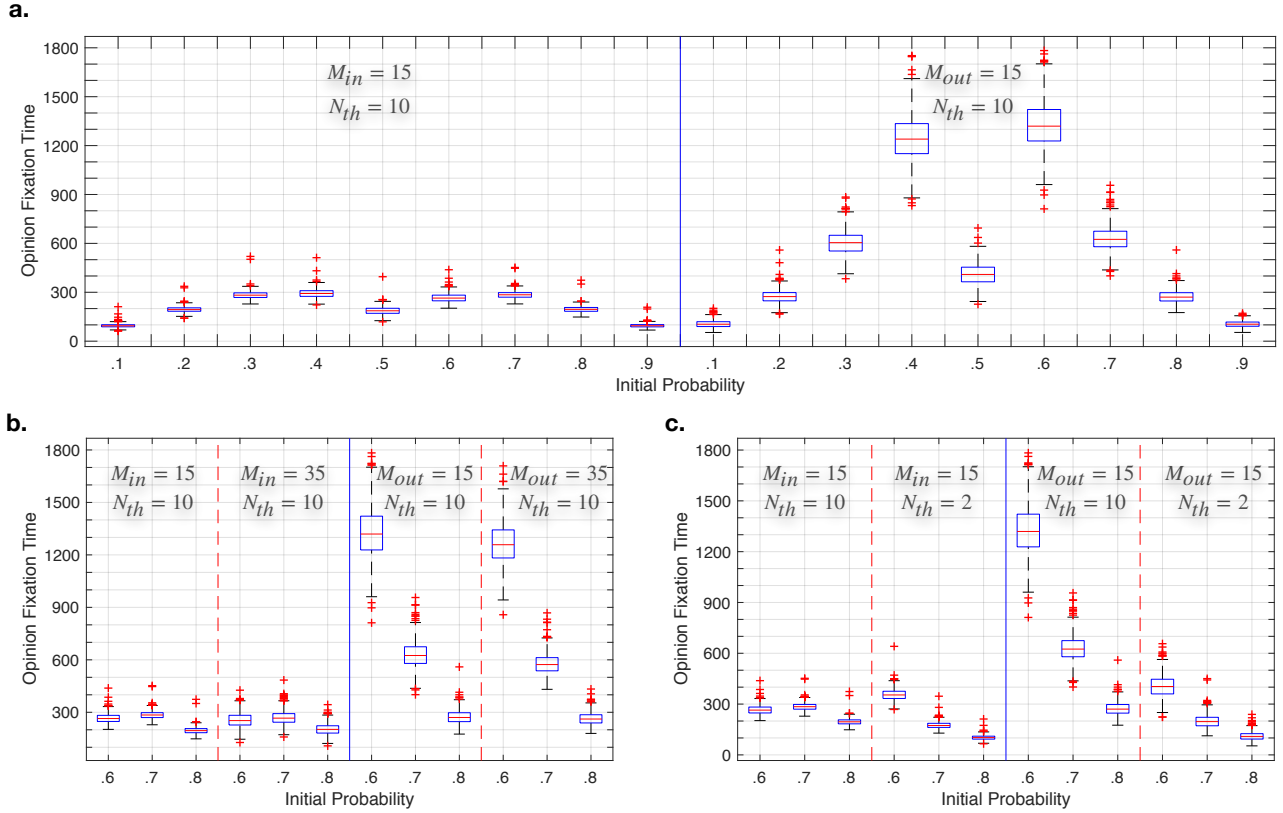 a.
Opinion Fixation Time
1800
1500
1200
900
600
300
0
M_in = 15
N_th = 10
M_out = 15
N_th = 10
.1 .2 .3 .4 .5 .6 .7 .8 .9 .1 .2 .3 .4 .5 .6 .7 .8 .9
Initial Probability
b.
Opinion Fixation Time
1800
1500
1200
900
600
300
M_in = 15
N_th = 10
M_in = 35
N_th = 10
M_out = 15
N_th = 10
M_out = 35
N_th = 10
.6 .7 .8 .6 .7 .8 .6 .7 .8 .6 .7 .8
Initial Probability
c.
Opinion Fixation Time
1800
1500
1200
900
600
300
0
M_in = 15
N_th = 10
M_in = 15
N_th = 2
M_out = 15
N_th = 10
M_out = 15
N_th = 2
.6 .7 .8 .6 .7 .8 .6 .7 .8 .6 .7 .8
Initial Probability